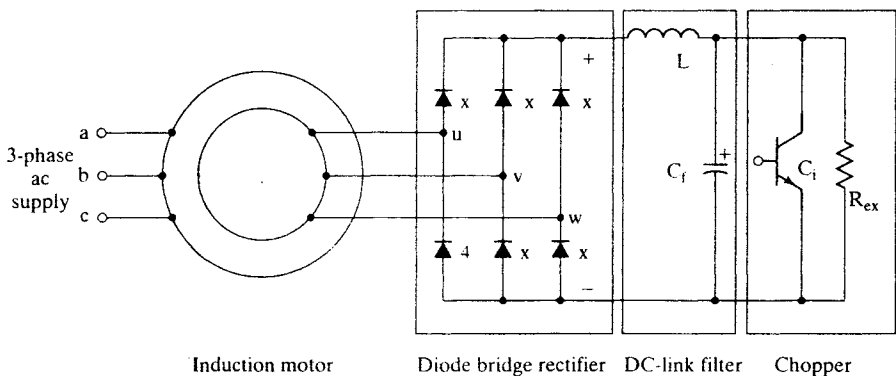 3-phase
ac
supply
a
b
c
u
v
w
x
x
x
4
x
x
+
−
L
C_f
+
C_i
R_ex
Induction motor
Diode bridge rectifier
DC-link filter
Chopper